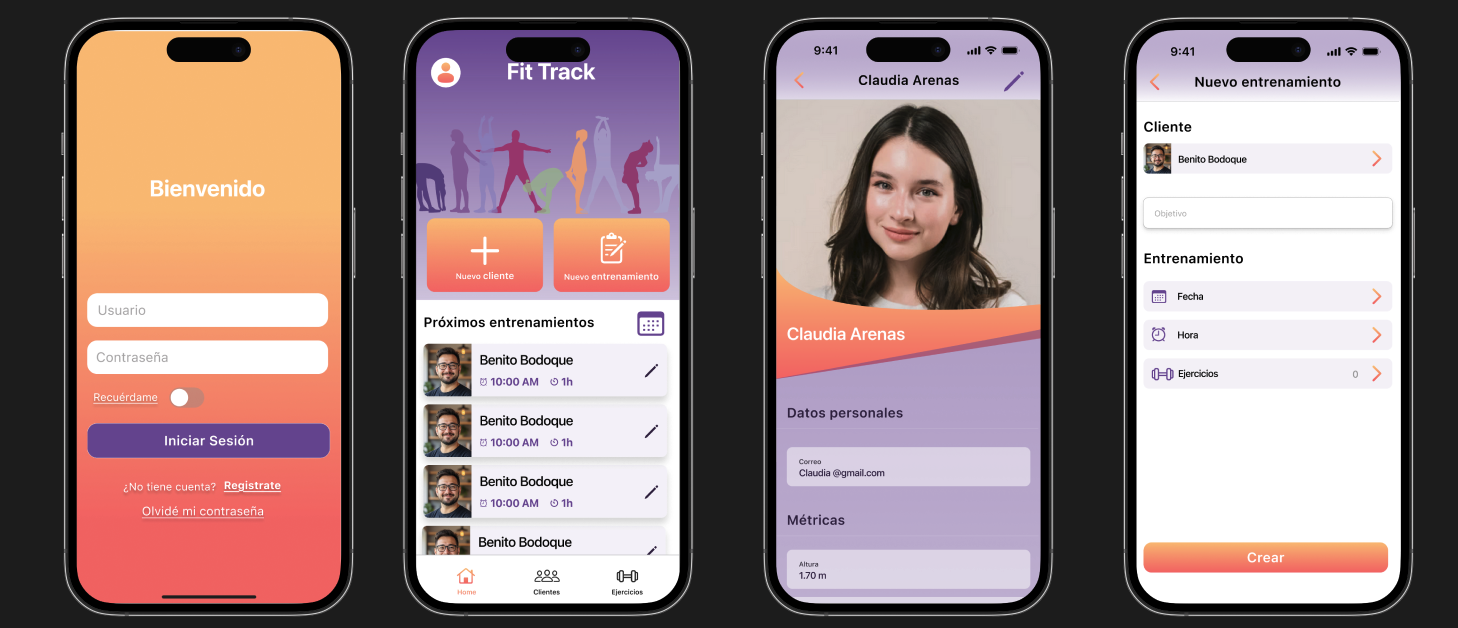 Bienvenido
Usuario
Contraseña
Recuérdame
Iniciar Sesión
¿No tiene cuenta? Registrate
Olvidé mi contraseña
Fit Track
Nuevo cliente
Nuevo entrenamiento
Próximos entrenamientos
Benito Bodoque
10:00 AM 1h
Benito Bodoque
10:00 AM 1h
Benito Bodoque
10:00 AM 1h
Benito Bodoque
Home
Clientes
Ejercicios
9:41
Claudia Arenas
Claudia Arenas
Datos personales
Correo
Claudia @gmail.com
Métricas
Altura
1.70 m
9:41
Nuevo entrenamiento
Cliente
Benito Bodoque
Objetivo
Entrenamiento
Fecha
Hora
Ejercicios 0
Crear